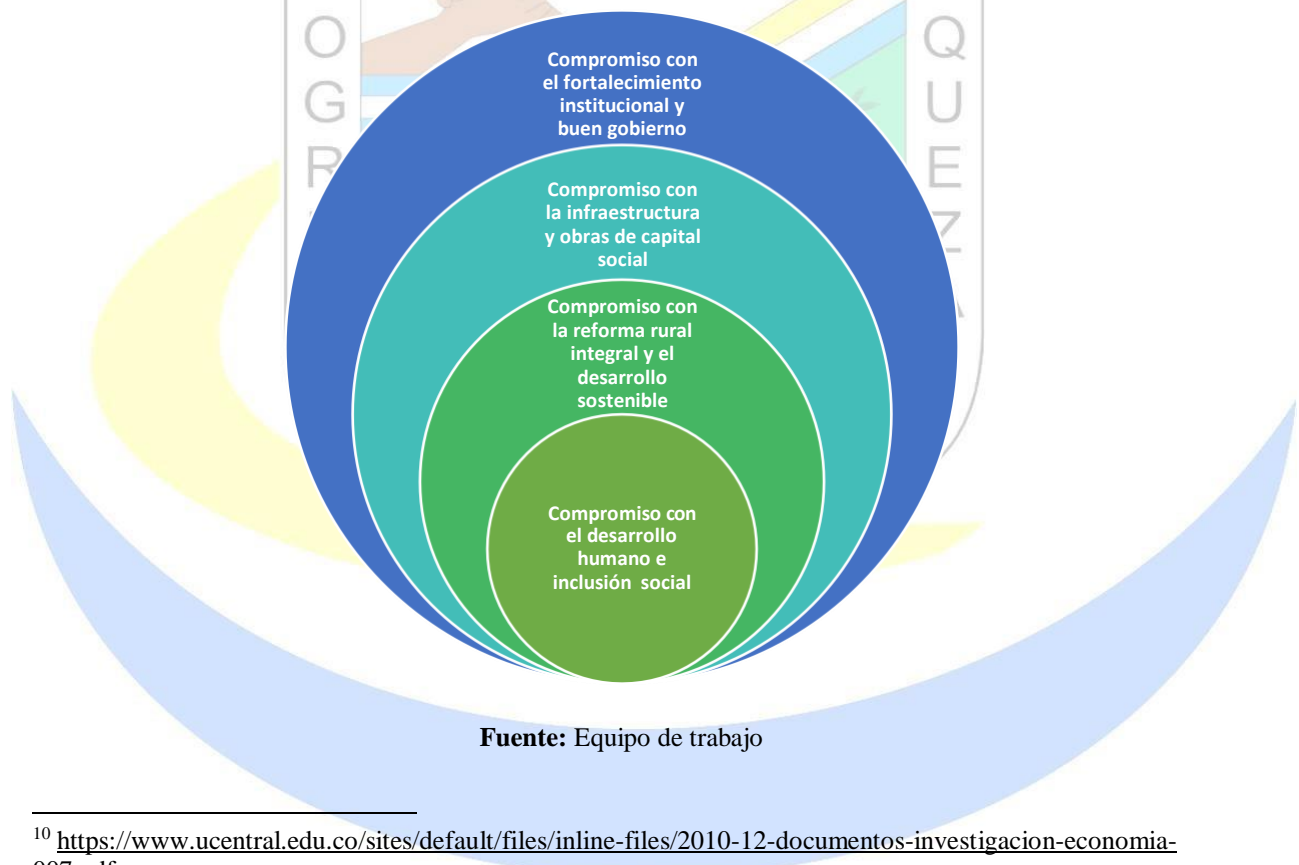 O
G
R
Q
U
E
Z
A
Compromiso con
el fortalecimiento
institucional y
buen gobierno
Compromiso con
la infraestructura
y obras de capital
social
Compromiso con
la reforma rural
integral y el
desarrollo
sostenible
Compromiso con
el desarrollo
humano e
inclusión social
Fuente: Equipo de trabajo
10 https://www.ucentral.edu.co/sites/default/files/inline-files/2010-12-documentos-investigacion-economia-